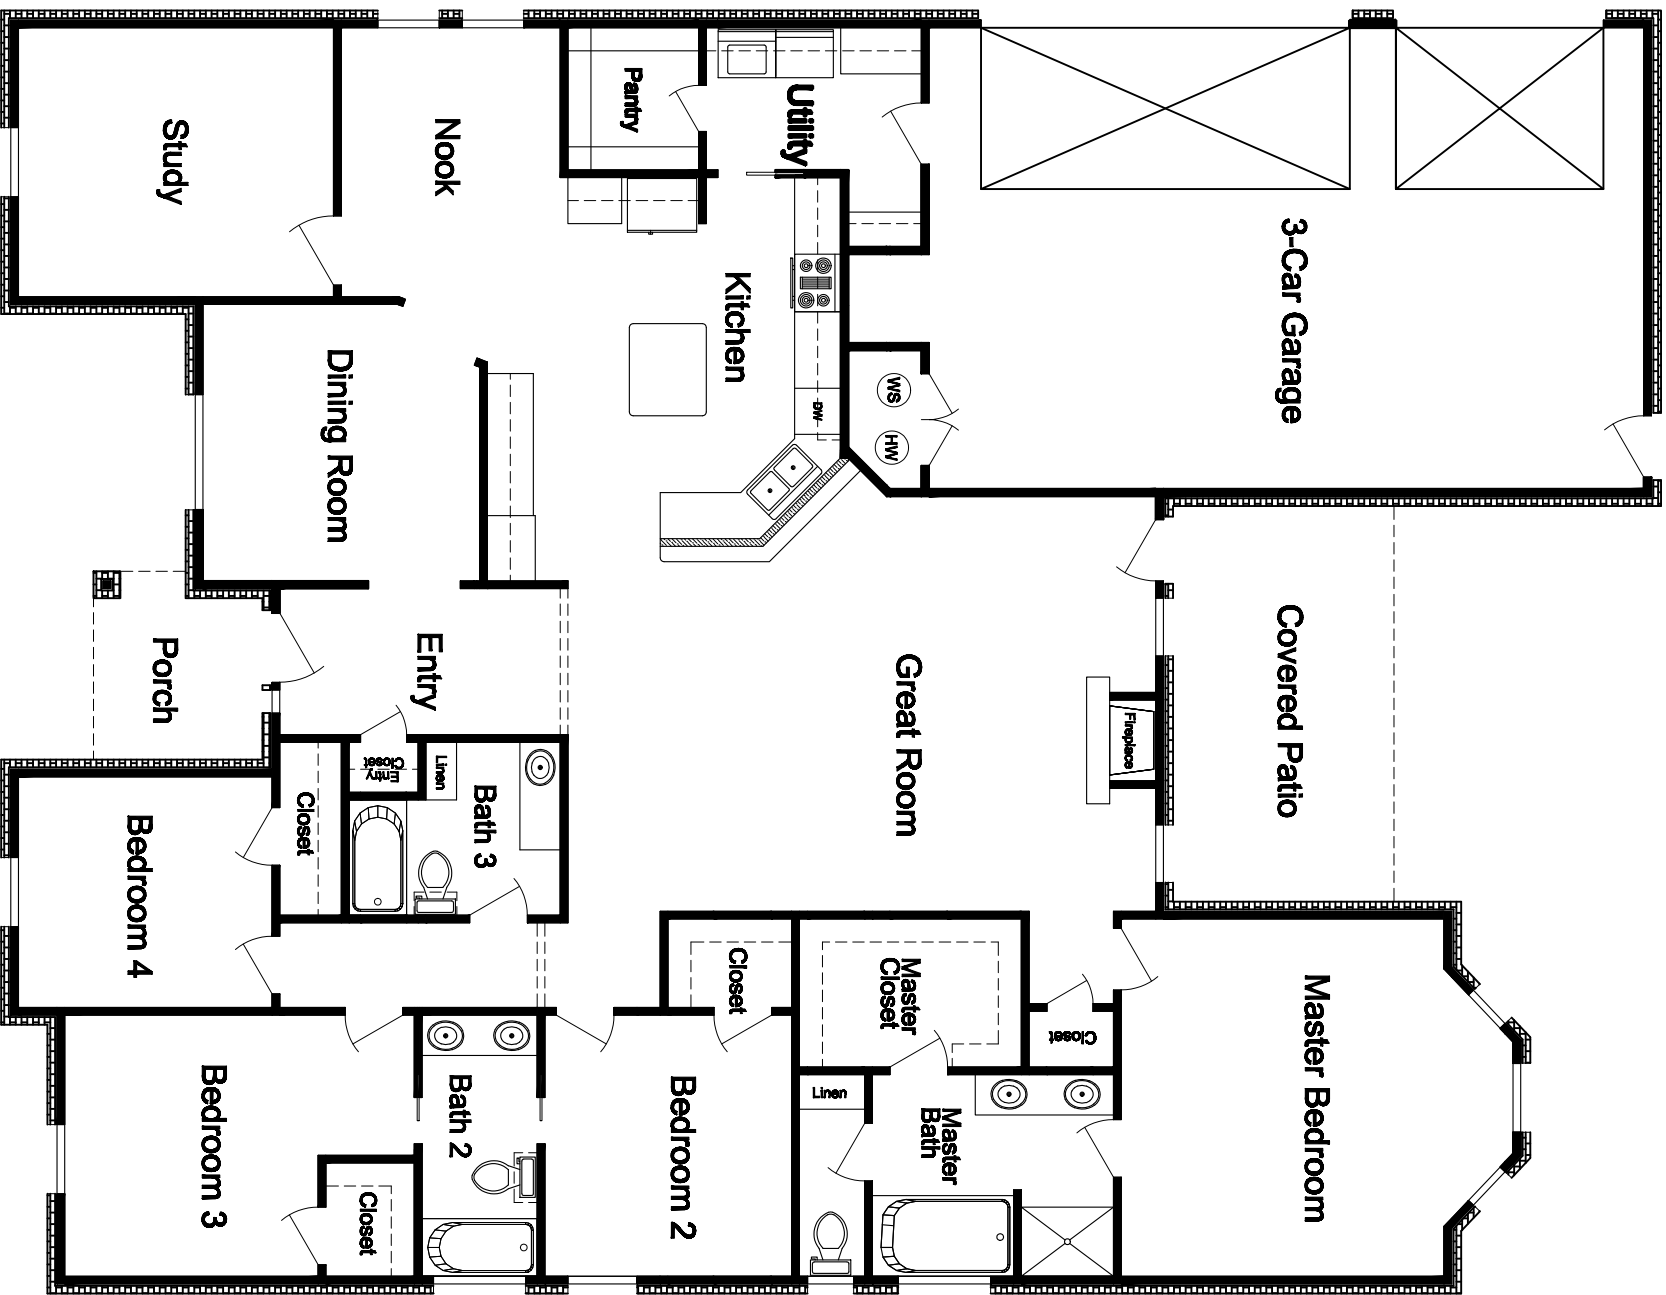 3-Car Garage
Covered Patio
Master Bedroom
WS
HW
Fireplace
Closet
Utility
Kitchen
DW
Great Room
Master
Closet
Master
Bath
Linen
Pantry
Closet
Bedroom 2
Nook
Dining Room
Entry
Linen
Bath 3
Entry
Closet
Bath 2
Closet
Study
Porch
Closet
Bedroom 4
Bedroom 3